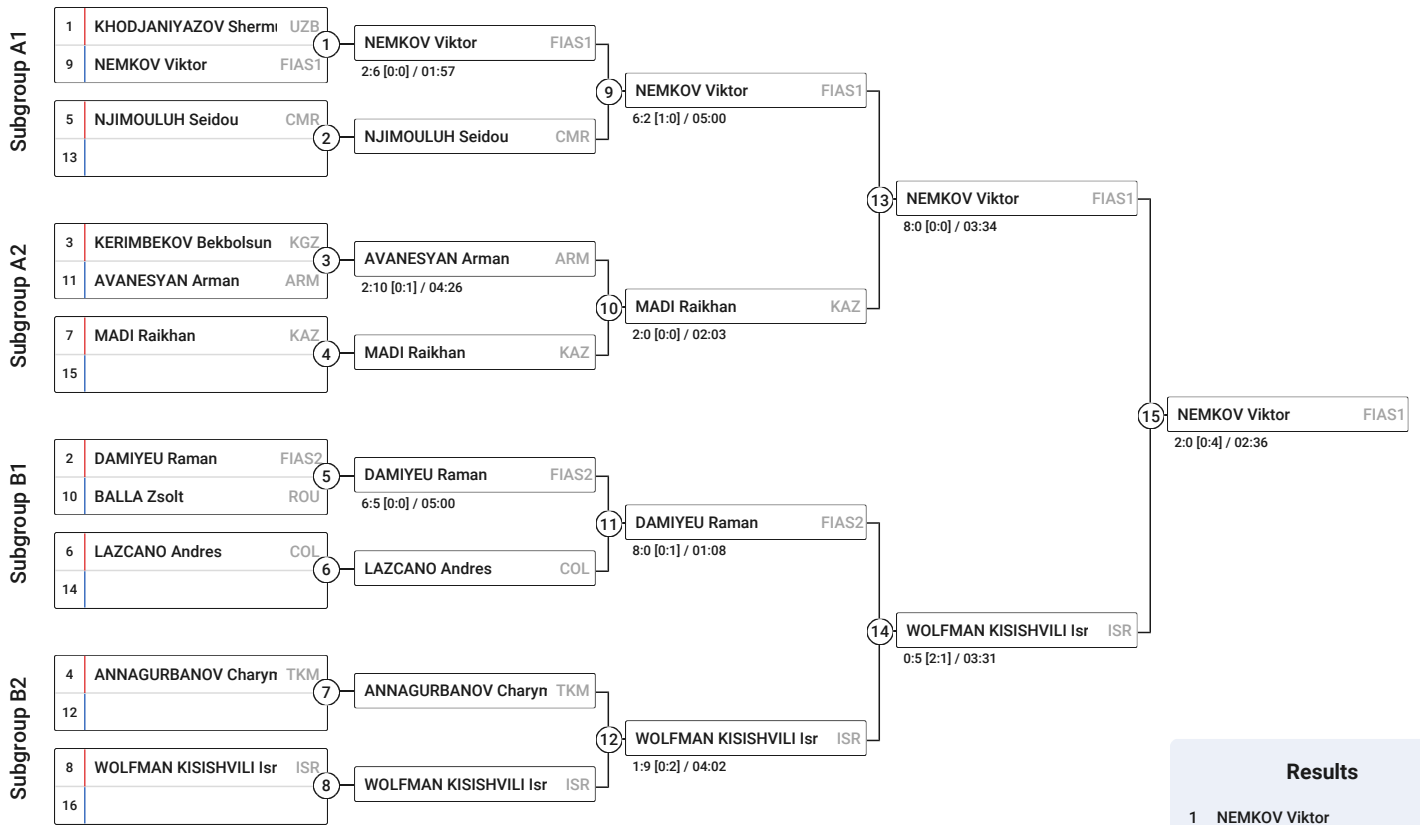 Subgroup A1
1 KHODJANIYAZOV Sherm UZB
9 NEMKOV Viktor FIAS1
1
5 NJIMOULUH Seidou CMR
13
2
NEMKOV Viktor FIAS1
2:6 [0:0] / 01:57
NJIMOULUH Seidou CMR
9
NEMKOV Viktor FIAS1
6:2 [1:0] / 05:00
Subgroup A2
3 KERIMBEKOV Bekbolsun KGZ
11 AVANESYAN Arman ARM
3
7 MADI Raikhan KAZ
15
4
AVANESYAN Arman ARM
2:10 [0:1] / 04:26
MADI Raikhan KAZ
10
MADI Raikhan KAZ
2:0 [0:0] / 02:03
13
NEMKOV Viktor FIAS1
8:0 [0:0] / 03:34
Subgroup B1
2 DAMIYEU Raman FIAS2
10 BALLA Zsolt ROU
5
6 LAZCANO Andres COL
14
6
DAMIYEU Raman FIAS2
6:5 [0:0] / 05:00
LAZCANO Andres COL
11
DAMIYEU Raman FIAS2
8:0 [0:1] / 01:08
Subgroup B2
4 ANNAGURBANOV Charyn TKM
12
7
8 WOLFMAN KISISHVILI Isr ISR
16
8
ANNAGURBANOV Charyn TKM
WOLFMAN KISISHVILI Isr ISR
12
WOLFMAN KISISHVILI Isr ISR
1:9 [0:2] / 04:02
14
WOLFMAN KISISHVILI Isr ISR
0:5 [2:1] / 03:31
15
NEMKOV Viktor FIAS1
2:0 [0:4] / 02:36
Results
1 NEMKOV Viktor